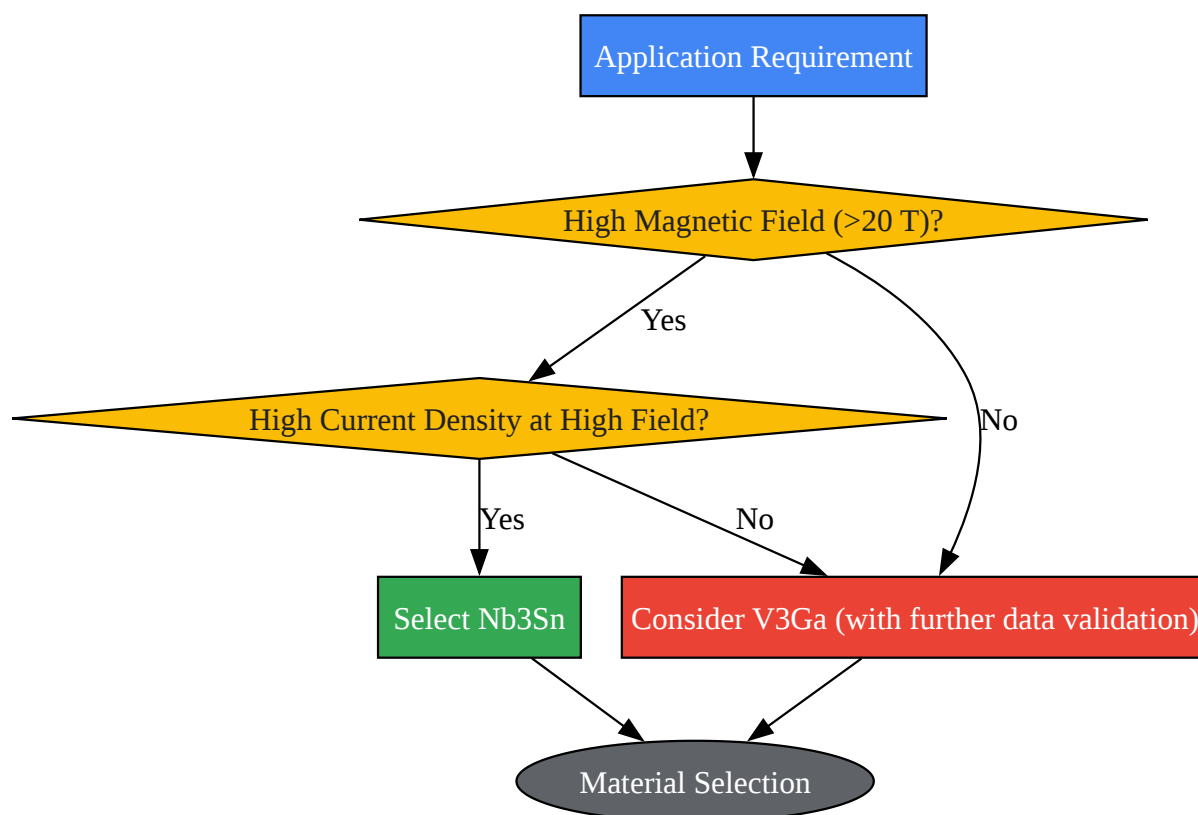 Application Requirement
High Magnetic Field (>20 T)?
Yes
High Current Density at High Field?
No
Yes
No
Select Nb3Sn
Consider V3Ga (with further data validation)
Material Selection